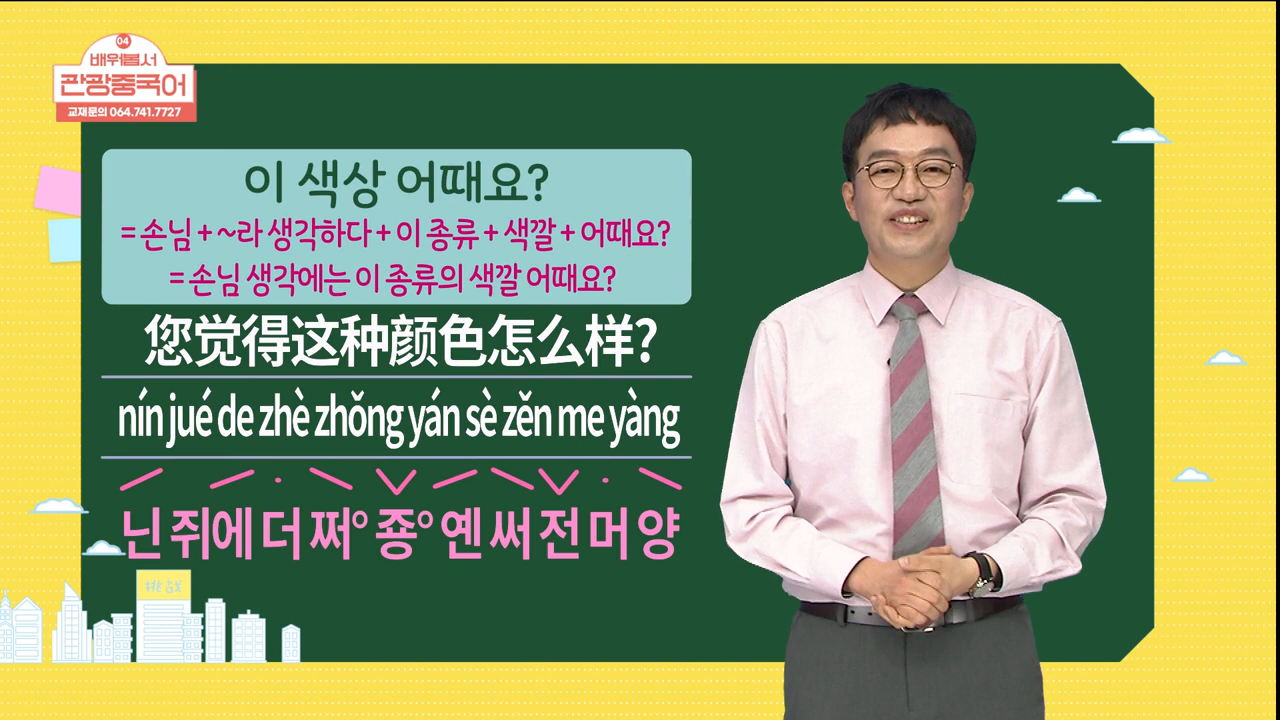 04
배워봅서
관광중국어
교재문의 064.741.7727
이 색상 어때요?
= 손님 + ~라 생각하다 + 이 종류 + 색깔 + 어때요?
= 손님 생각에는 이 종류의 색깔 어때요?
您觉得这种颜色怎么样?
nín jué de zhè zhǒng yán sè zěn me yàng
닌 쥐에 더 쩌° 죵° 옌 써 전 머 양
挑战